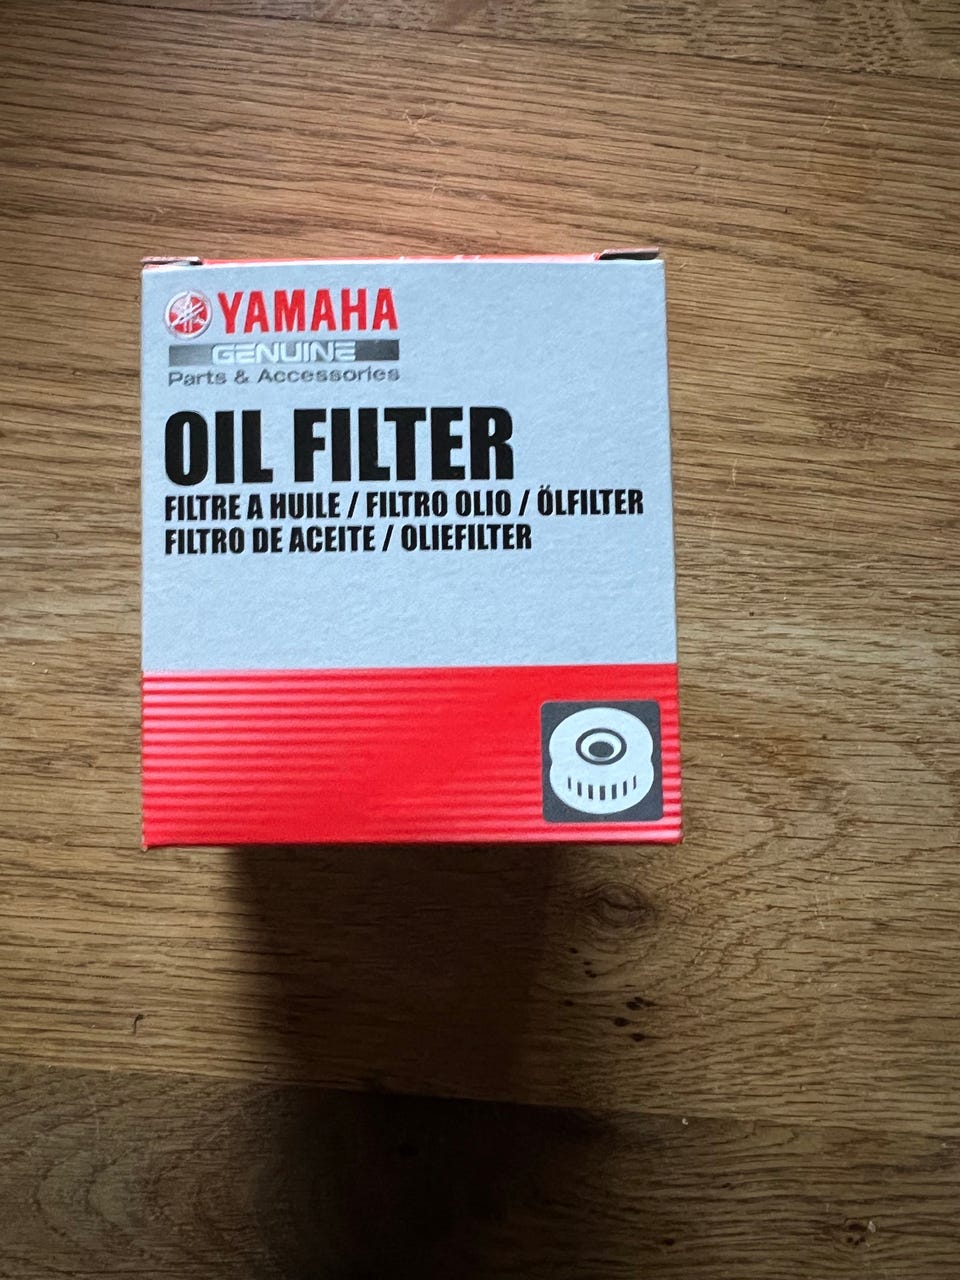 YAMAHA
GENUINE
Parts & Accessories
OIL FILTER
FILTRE A HUILE / FILTRO OLIO / ÖLFILTER
FILTRO DE ACEITE / OLIEFILTER